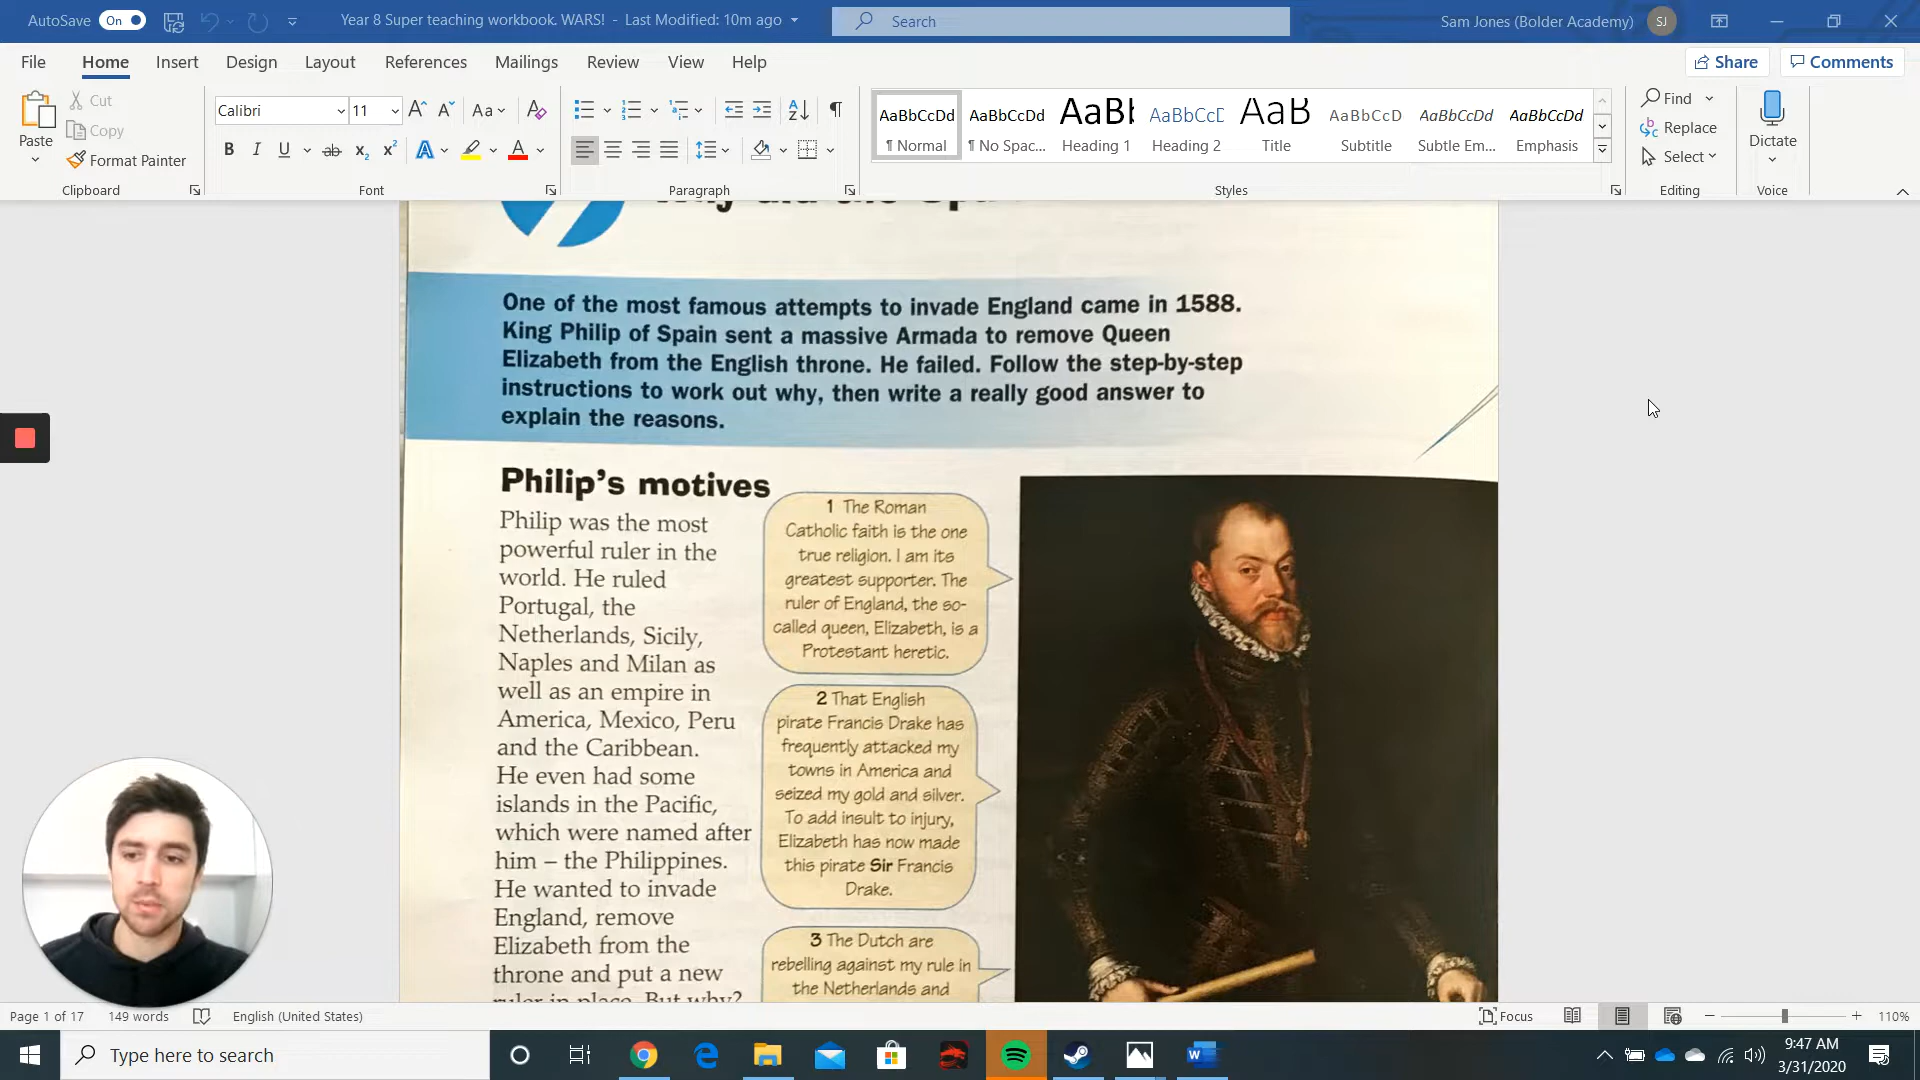 AutoSave On
Year 8 Super teaching workbook. WARS! - Last Modified: 10m ago
Search
Sam Jones (Bolder Academy)
SJ
File Home Insert Design Layout References Mailings Review View Help
Share
Comments
Paste
Cut
Copy
Format Painter
Clipboard
Calibri
11
Aa
B I U ab x₂ x²
A A
Font
Paragraph
AaBbCcDd
¶ Normal
AaBbCcDd
¶ No Spac...
AaBb
Heading 1
AaBbCcD
Heading 2
AaB
Title
AaBbCcD
Subtitle
AaBbCcDd
Subtle Em...
AaBbCcDd
Emphasis
Styles
Find
Replace
Select
Editing
Dictate
Voice
One of the most famous attempts to invade England came in 1588.
King Philip of Spain sent a massive Armada to remove Queen
Elizabeth from the English throne. He failed. Follow the step-by-step
instructions to work out why, then write a really good answer to
explain the reasons.
Philip's motives
Philip was the most
powerful ruler in the
world. He ruled
Portugal, the
Netherlands, Sicily,
Naples and Milan as
well as an empire in
America, Mexico, Peru
and the Caribbean.
He even had some
islands in the Pacific,
which were named after
him – the Philippines.
He wanted to invade
England, remove
Elizabeth from the
throne and put a new
ruler in place. But why?
1 The Roman
Catholic faith is the one
true religion. I am its
greatest supporter. The
ruler of England, the so-
called queen, Elizabeth, is a
Protestant heretic.
2 That English
pirate Francis Drake has
frequently attacked my
towns in America and
seized my gold and silver.
To add insult to injury,
Elizabeth has now made
this pirate Sir Francis
Drake.
3 The Dutch are
rebelling against my rule in
the Netherlands and
Page 1 of 17
149 words
English (United States)
Focus
110%
Type here to search
9:47 AM
3/31/2020